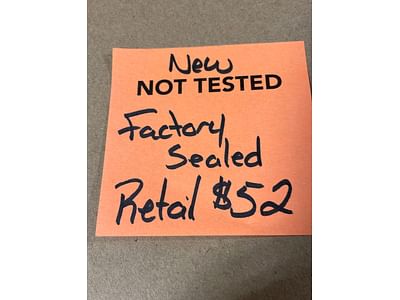 New
NOT TESTED
Factory
Sealed
Retail $52